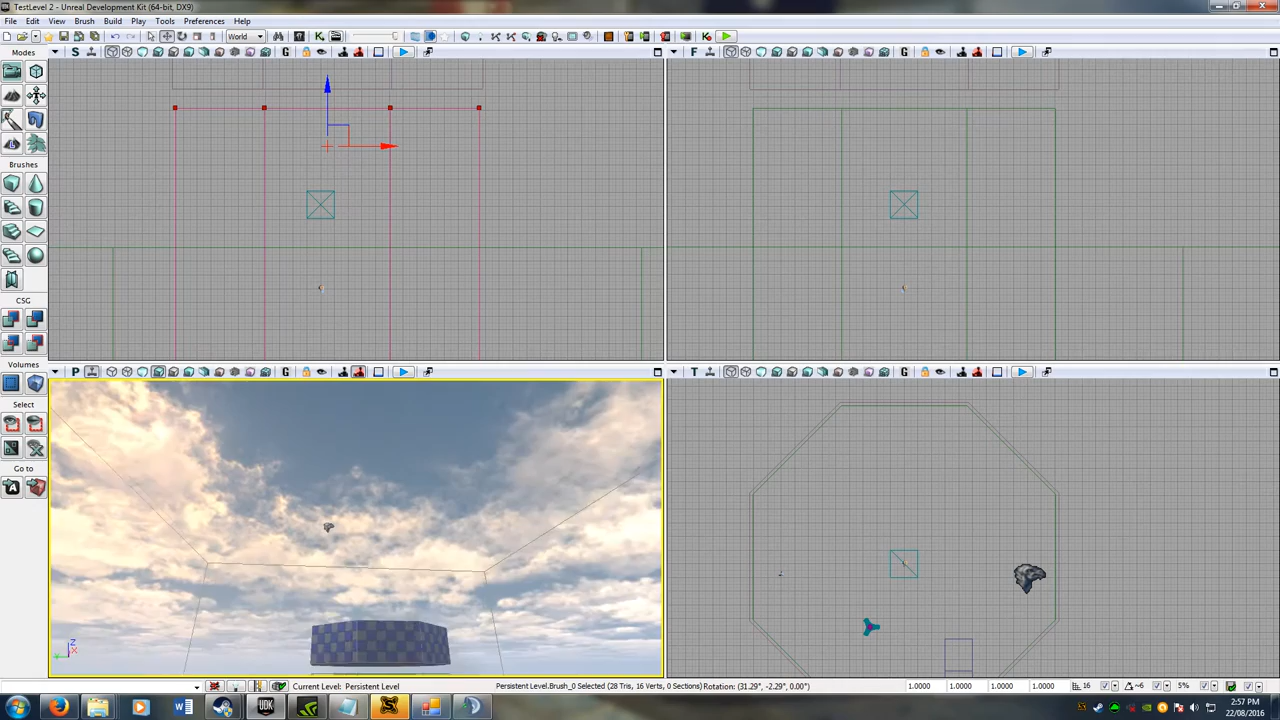 TestLevel 2 - Unreal Development Kit (64-bit, DX9)
File Edit View Brush Build Play Tools Preferences Help
World
Modes
S G
F G
Brushes
CSG
Volumes
P G
T G
Select
Go to
Z
X
Y
Current Level: Persistent Level
Persistent Level.Brush_0 Selected (28 Tris, 16 Verts, 0 Sections) Rotation: (31.29°, -2.29°, 0.00°)
1.0000 1.0000 1.0000 1.0000 16 ~6 5%
UDK
2:57 PM
22/08/2016